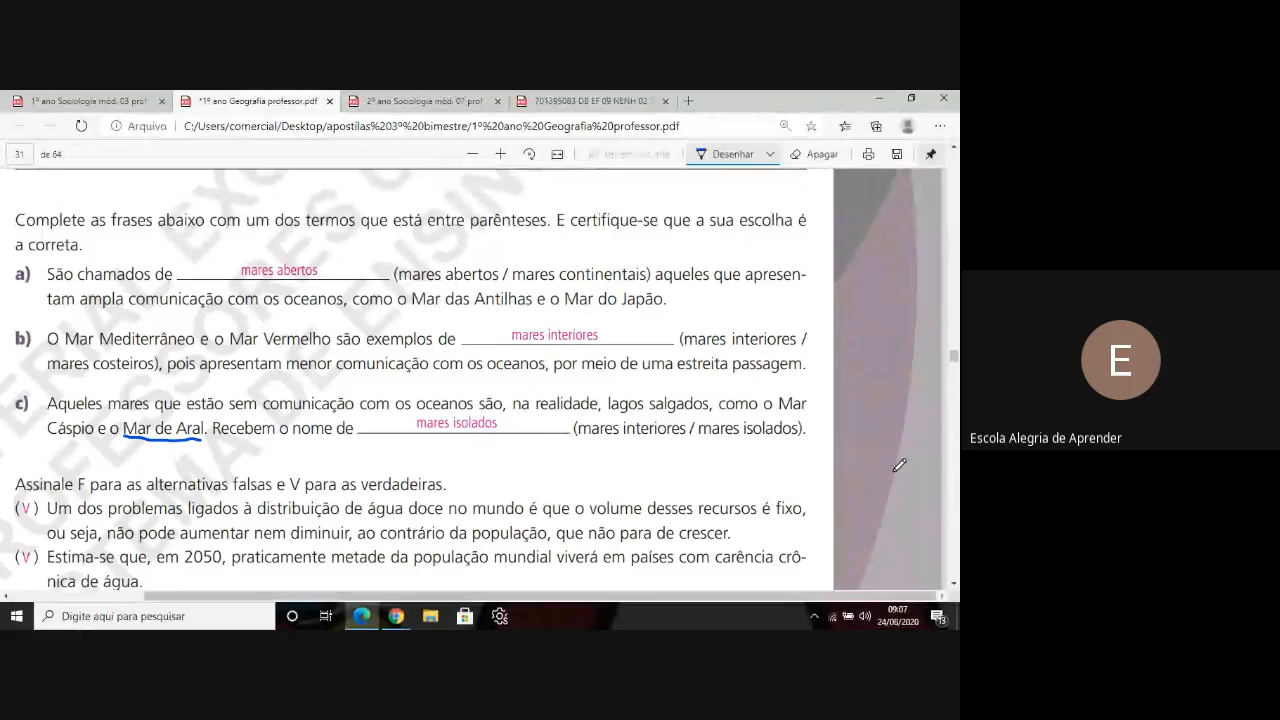 1º ano Sociologia mód. 03 prof
*1º ano Geografia professor.pdf
2º ano Sociologia mód. 07 prof
701395083 DB EF 09 NENH 02
Arquivo
C:/Users/comercial/Desktop/apostilas%203º%20bimestre/1º%20ano%20Geografia%20professor.pdf
31
de 64
Desenhar
Apagar
Complete as frases abaixo com um dos termos que está entre parênteses. E certifique-se que a sua escolha é
a correta.
a) São chamados de mares abertos (mares abertos / mares continentais) aqueles que apresen-
tam ampla comunicação com os oceanos, como o Mar das Antilhas e o Mar do Japão.
b) O Mar Mediterrâneo e o Mar Vermelho são exemplos de mares interiores (mares interiores /
mares costeiros), pois apresentam menor comunicação com os oceanos, por meio de uma estreita passagem.
c) Aqueles mares que estão sem comunicação com os oceanos são, na realidade, lagos salgados, como o Mar
Cáspio e o Mar de Aral. Recebem o nome de mares isolados (mares interiores / mares isolados).
Assinale F para as alternativas falsas e V para as verdadeiras.
(V) Um dos problemas ligados à distribuição de água doce no mundo é que o volume desses recursos é fixo,
ou seja, não pode aumentar nem diminuir, ao contrário da população, que não para de crescer.
(V) Estima-se que, em 2050, praticamente metade da população mundial viverá em países com carência crô-
nica de água.
Digite aqui para pesquisar
09:07
24/08/2020
13
E
Escola Alegria de Aprender